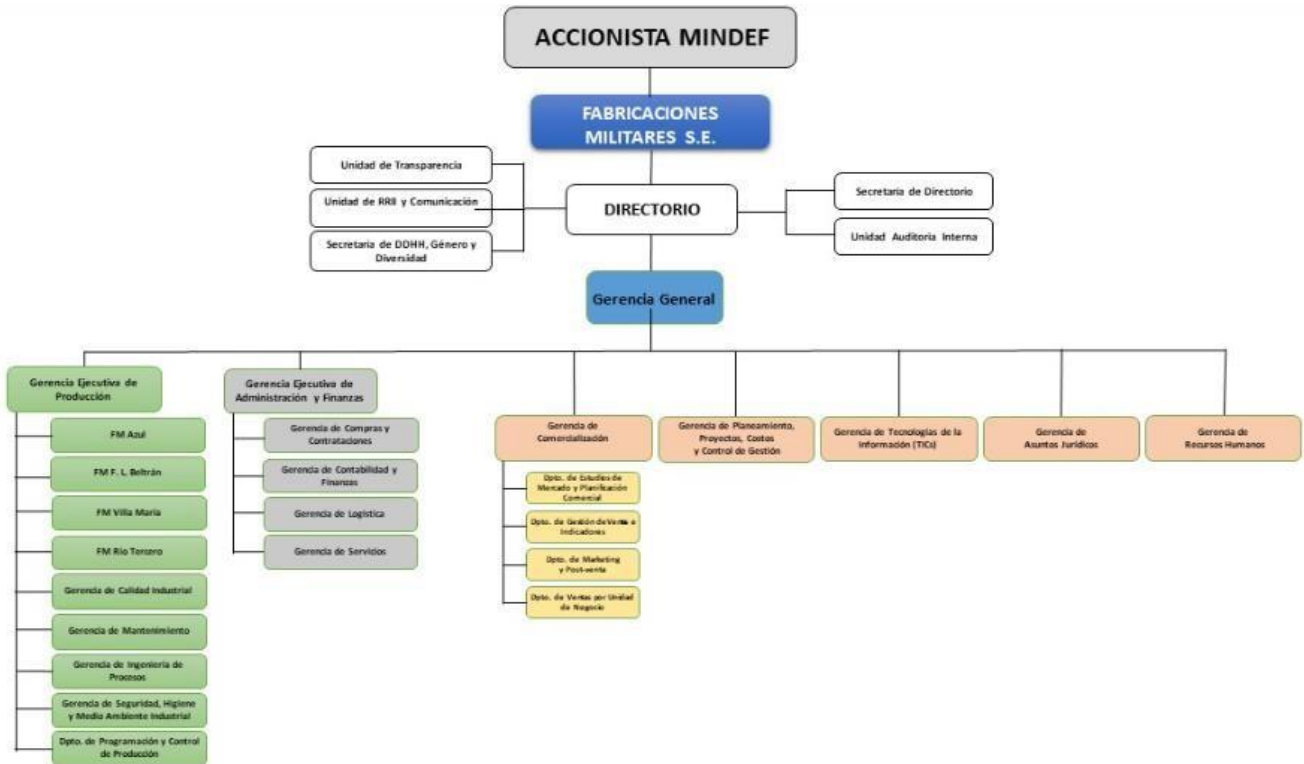 ACCIONISTA MINDEF
FABRICACIONES
MILITARES S.E.
Unidad de Transparencia
Unidad de RRII y Comunicación
Secretaria de DDHH, Género y
Diversidad
DIRECTORIO
Secretaria de Directorio
Unidad Auditoria Interna
Gerencia General
Gerencia Ejecutiva de
Producción
FM Azul
FM F. L. Beltrán
FM Villa María
FM Río Tercero
Gerencia de Calidad Industrial
Gerencia de Mantenimiento
Gerencia de Ingeniería de
Procesos
Gerencia de Seguridad, Higiene
y Medio Ambiente Industrial
Dpto. de Programación y Control
de Producción
Gerencia Ejecutiva de
Administración y Finanzas
Gerencia de Compras y
Contrataciones
Gerencia de Contabilidad y
Finanzas
Gerencia de Logística
Gerencia de Servicios
Gerencia de
Comercialización
Dpto. de Estudios de
Mercado y Planificación
Comercial
Dpto. de Gestión de Venta e
Indicadores
Dpto. de Marketing
y Post-venta
Dpto. de Ventas por Unidad
de Negocio
Gerencia de Planeamiento,
Proyectos, Costos
y Control de Gestión
Gerencia de Tecnologías de la
Información (TICs)
Gerencia de
Asuntos Jurídicos
Gerencia de
Recursos Humanos